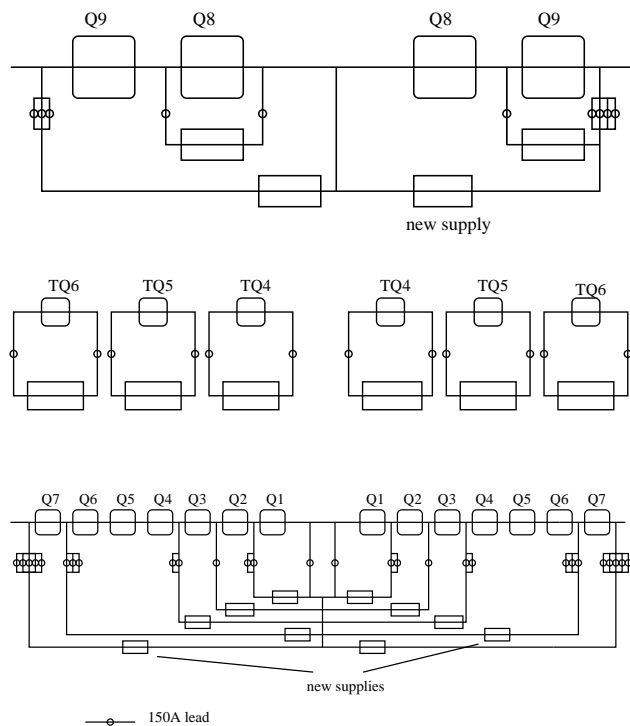 Q9 Q8 Q8 Q9
new supply
TQ6 TQ5 TQ4 TQ4 TQ5 TQ6
Q7 Q6 Q5 Q4 Q3 Q2 Q1 Q1 Q2 Q3 Q4 Q5 Q6 Q7
new supplies
150A lead